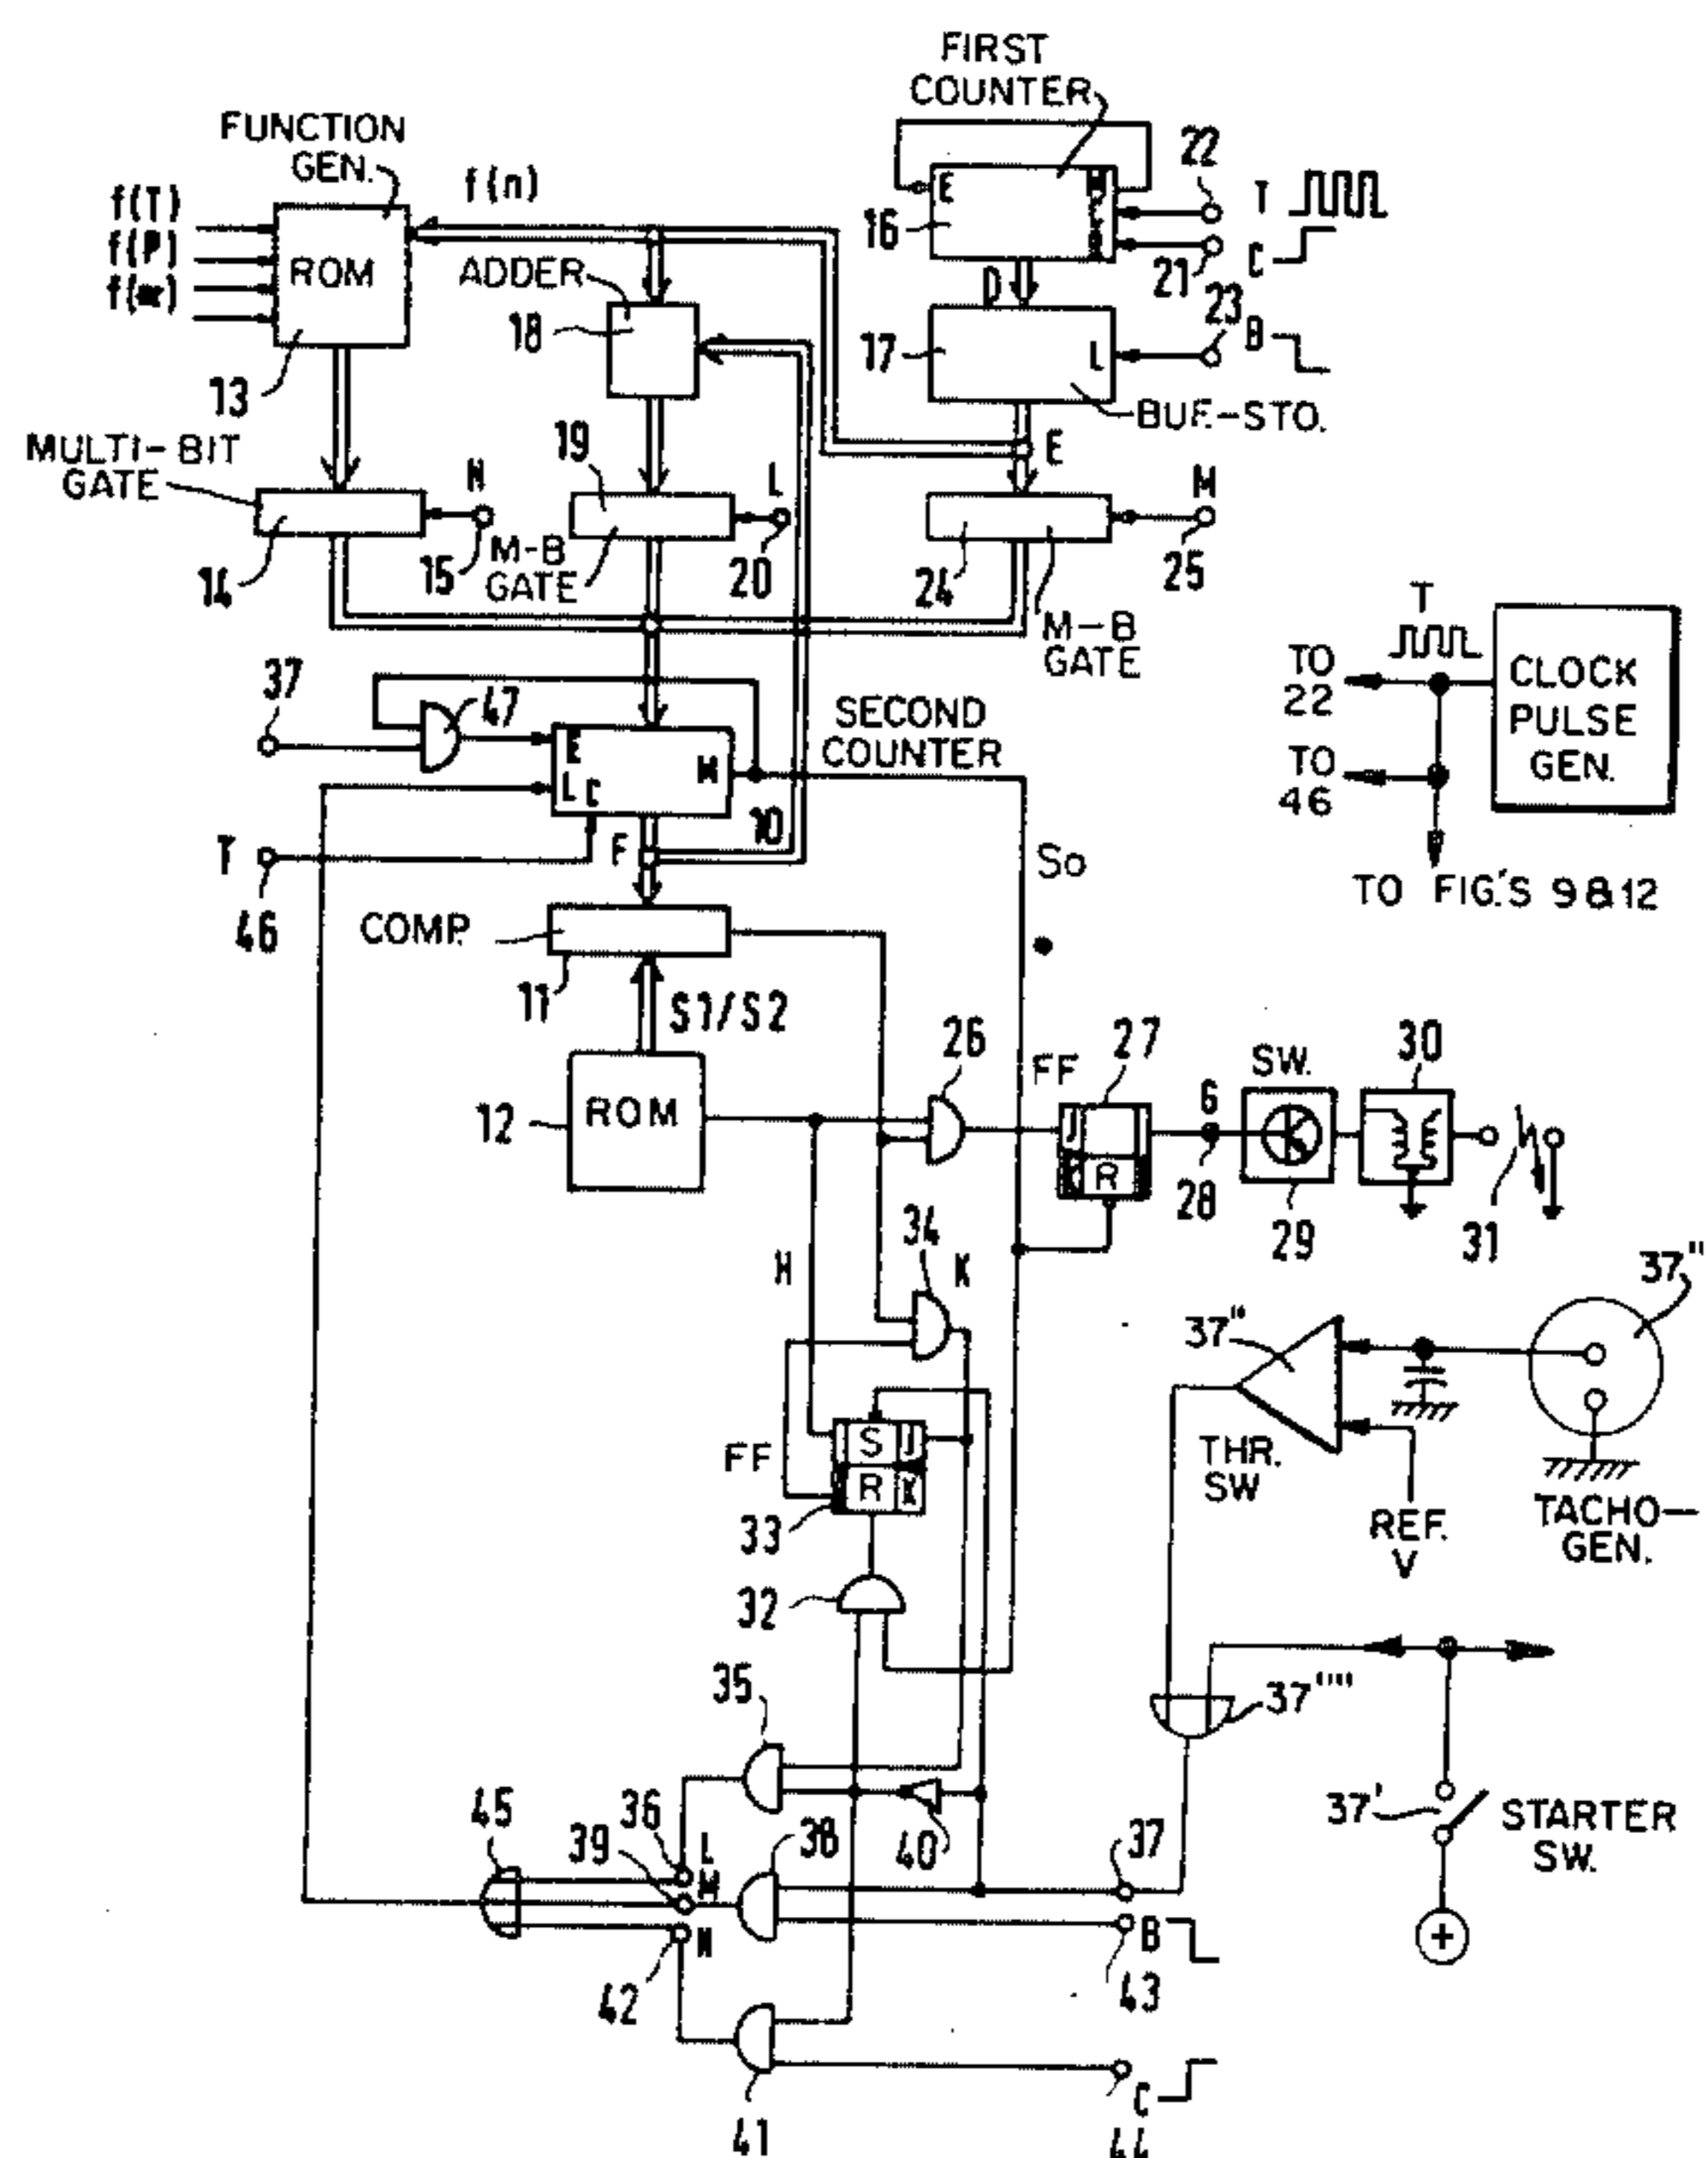 FIRST
COUNTER
FUNCTION
GEN.
f(n)
22
T
f(T)
f(P)
E
M
16
ROM
ADDER
C
21
D
18
17
23
B
L
13
BUF.-STO.
MULTI-BIT
GATE
19
E
N
L
M
14
15
M-B
GATE
20
24
25
M-B
GATE
T
TO
22
CLOCK
PULSE
GEN.
TO
46
TO FIG.'S 9 & 12
37
47
SECOND
COUNTER
E
L
C
M
10
T
F
So
46
COMP.
11
S1/S2
26
FF
27
SW.
30
12
ROM
J
K
R
G
28
29
31
H
34
K
37"
37"
FF
S
J
R
K
THR.
SW
REF.
V
TACHO-
GEN.
33
32
35
37""
45
36
L
39
M
38
40
37
37'
STARTER
SW.
N
42
B
43
+
C
41
44